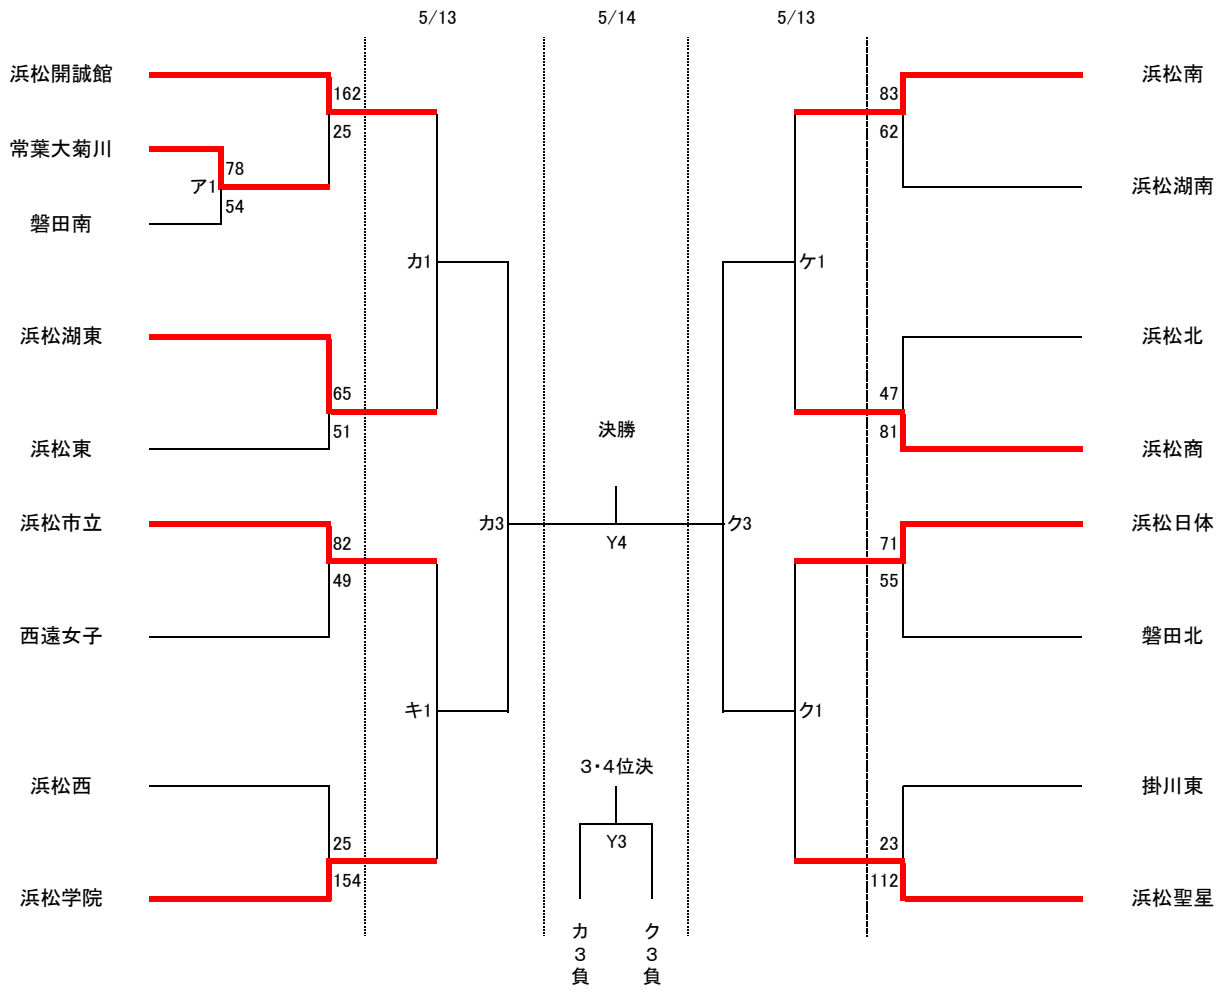 5/13 5/14 5/13
浜松開誠館
162
25
常葉大菊川
78
ア1
54
磐田南
カ1
浜松湖東
65
51
浜松東
浜松市立
82
49
西遠女子
カ3
キ1
浜松西
25
154
浜松学院
決勝
Y4
3・4位決
Y3
カ3負
ク3負
浜松南
83
62
浜松湖南
ケ1
浜松北
47
81
浜松商
ク3
浜松日体
71
55
磐田北
ク1
掛川東
23
112
浜松聖星